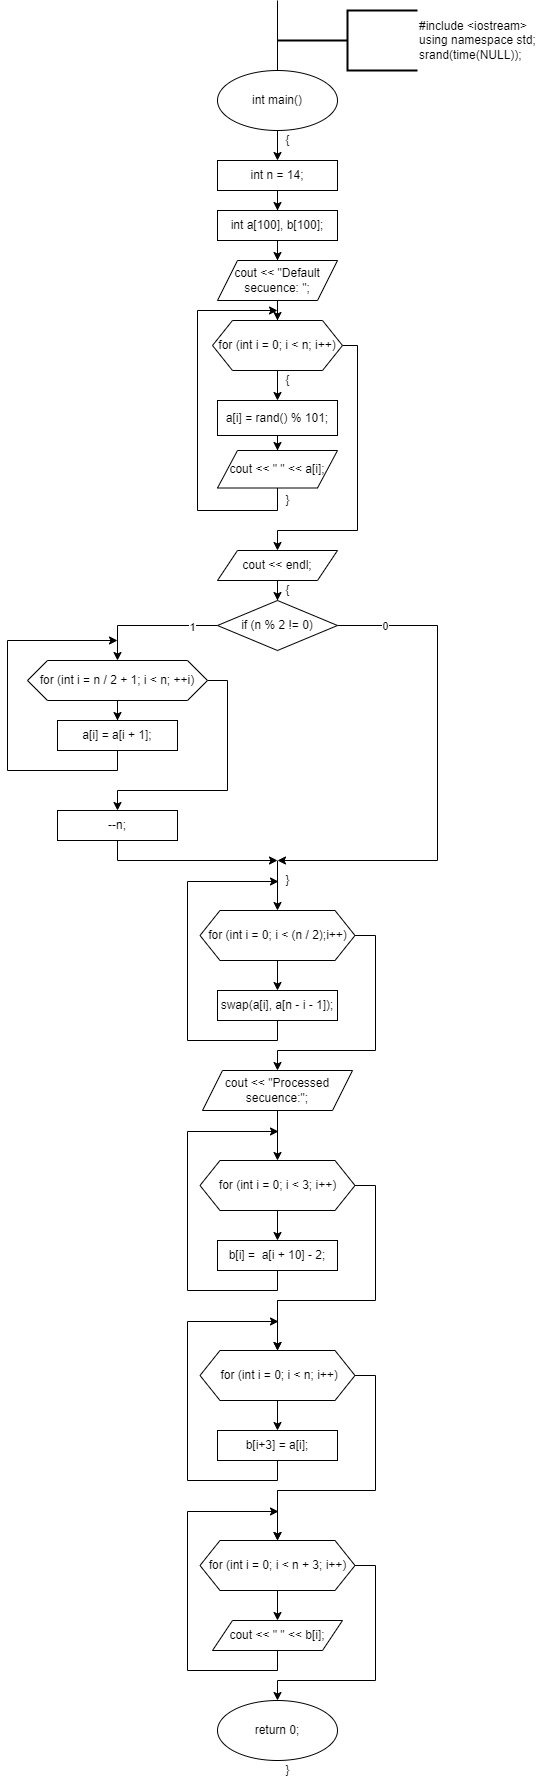 #include <iostream>
using namespace std;
srand(time(NULL));
int main()
{
int n = 14;
int a[100], b[100];
cout << "Default
secuence: ";
for (int i = 0; i < n; i++)
{
a[i] = rand() % 101;
cout << " " << a[i];
}
cout << endl;
{
if (n % 2 != 0)
1
0
for (int i = n / 2 + 1; i < n; ++i)
a[i] = a[i + 1];
--n;
}
for (int i = 0; i < (n / 2);i++)
swap(a[i], a[n - i - 1]);
cout << "Processed
secuence:";
for (int i = 0; i < 3; i++)
b[i] =  a[i + 10] - 2;
for (int i = 0; i < n; i++)
b[i+3] = a[i];
for (int i = 0; i < n + 3; i++)
cout << " " << b[i];
return 0;
}